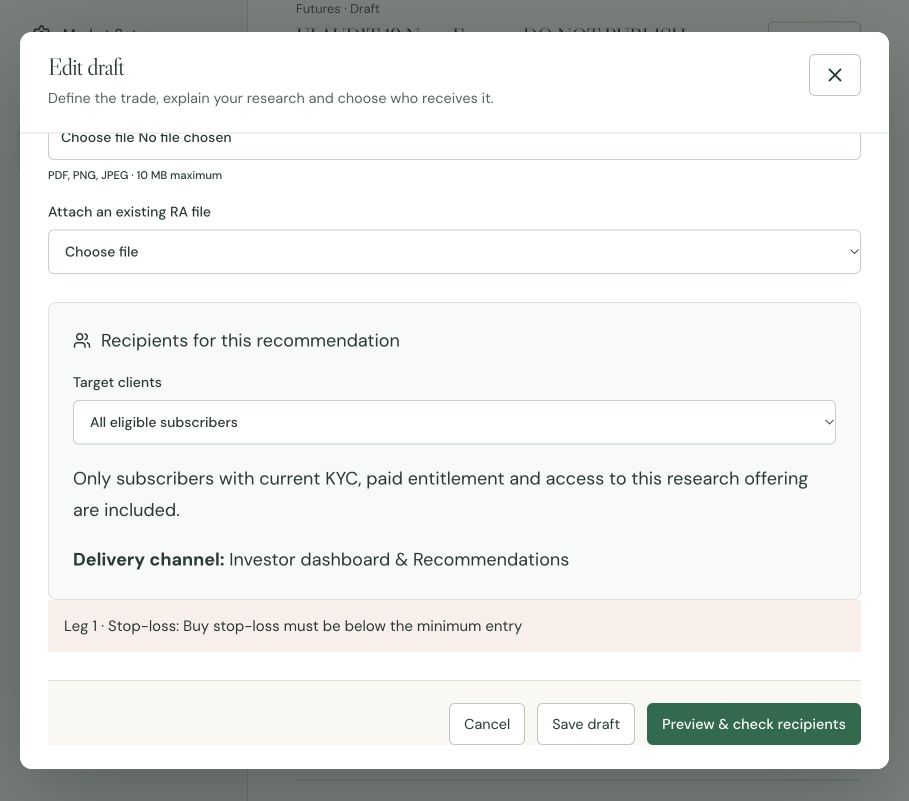 Futures · Draft
Edit draft
Define the trade, explain your research and choose who receives it.
Choose file No file chosen
PDF, PNG, JPEG · 10 MB maximum
Attach an existing RA file
Choose file
Recipients for this recommendation
Target clients
All eligible subscribers
Only subscribers with current KYC, paid entitlement and access to this research offering
are included.
Delivery channel: Investor dashboard & Recommendations
Leg 1 · Stop-loss: Buy stop-loss must be below the minimum entry
Cancel
Save draft
Preview & check recipients